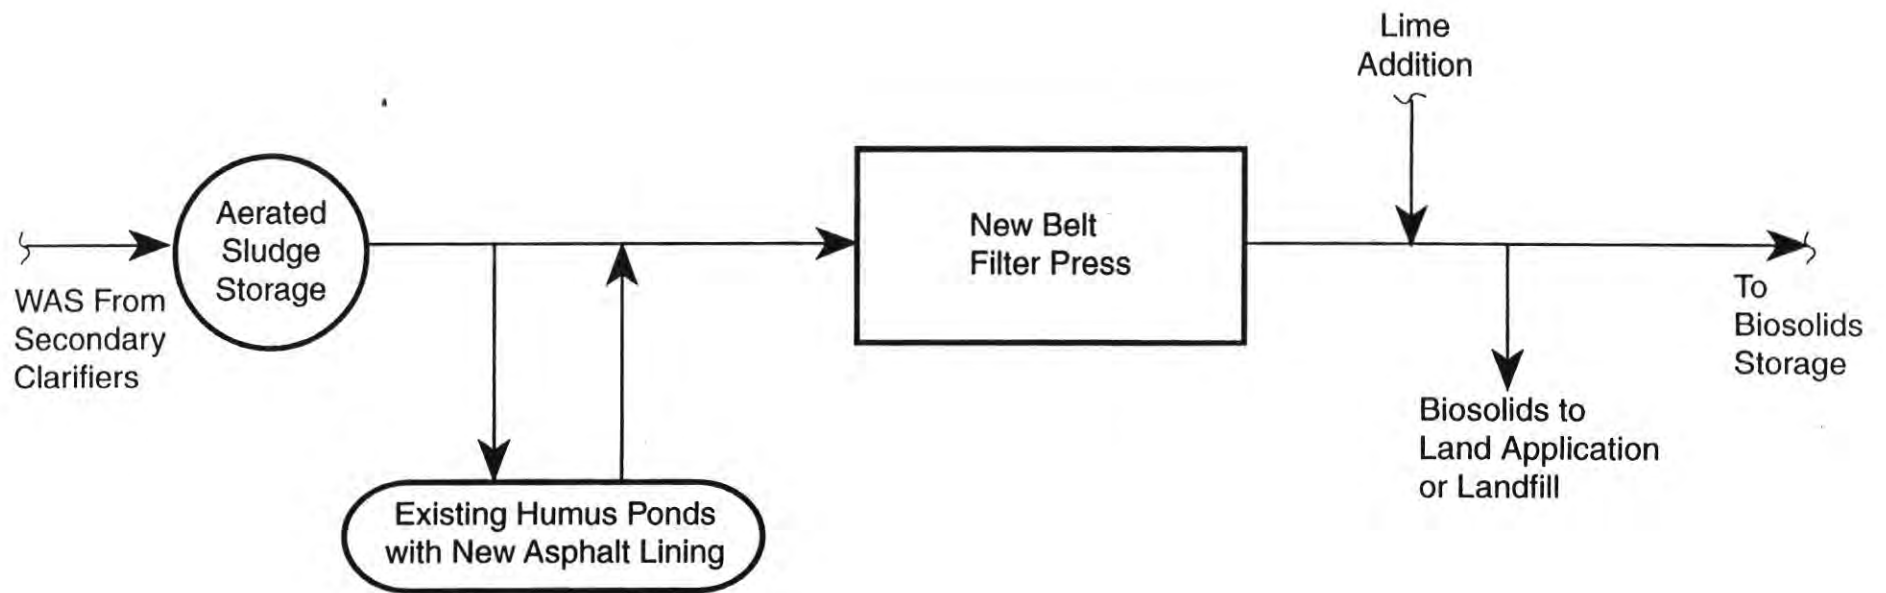 Lime
Addition
Aerated
Sludge
Storage
WAS From
Secondary
Clarifiers
New Belt
Filter Press
To
Biosolids
Storage
Biosolids to
Land Application
or Landfill
Existing Humus Ponds
with New Asphalt Lining